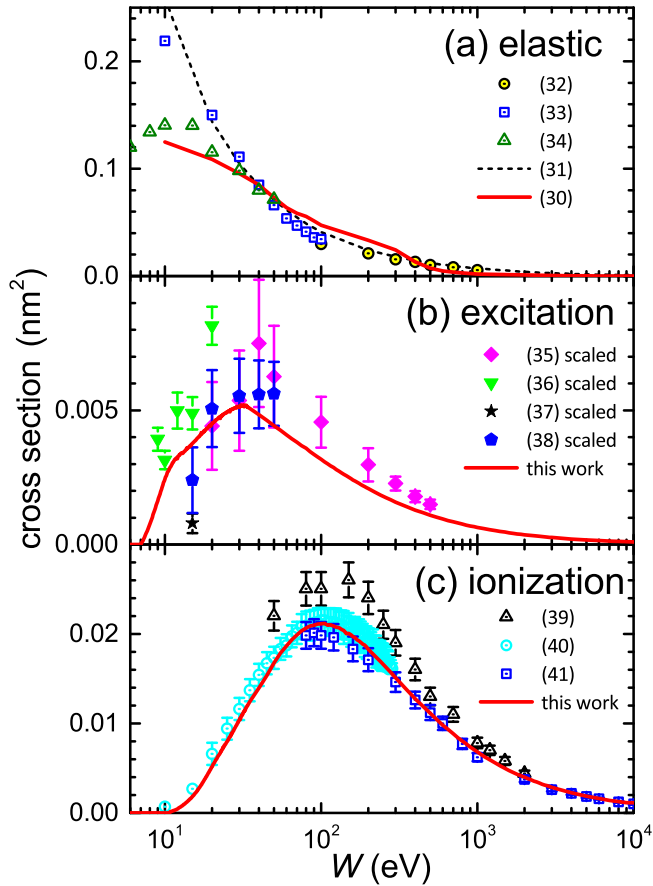 (a) elastic
0.2
(32)
(33)
(34)
0.1
(31)
(30)
0.0
(b) excitation
(35) scaled
(36) scaled
0.005
(37) scaled
(38) scaled
this work
cross section (nm²)
0.000
(c) ionization
(39)
0.02
(40)
(41)
this work
0.01
0.00
10¹ 10² 10³ 10⁴
W (eV)